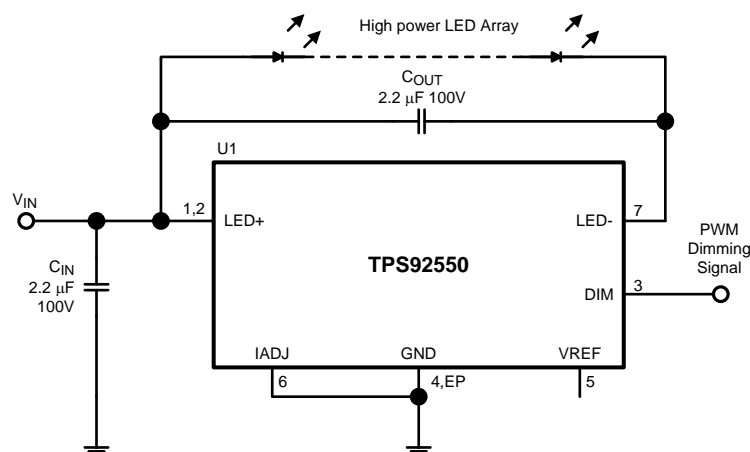 High power LED Array
COUT
2.2 μF 100V
U1
VIN
1,2
LED+
LED-
7
PWM
Dimming
Signal
CIN
2.2 μF
100V
TPS92550
DIM
3
IADJ
GND
VREF
6
4,EP
5